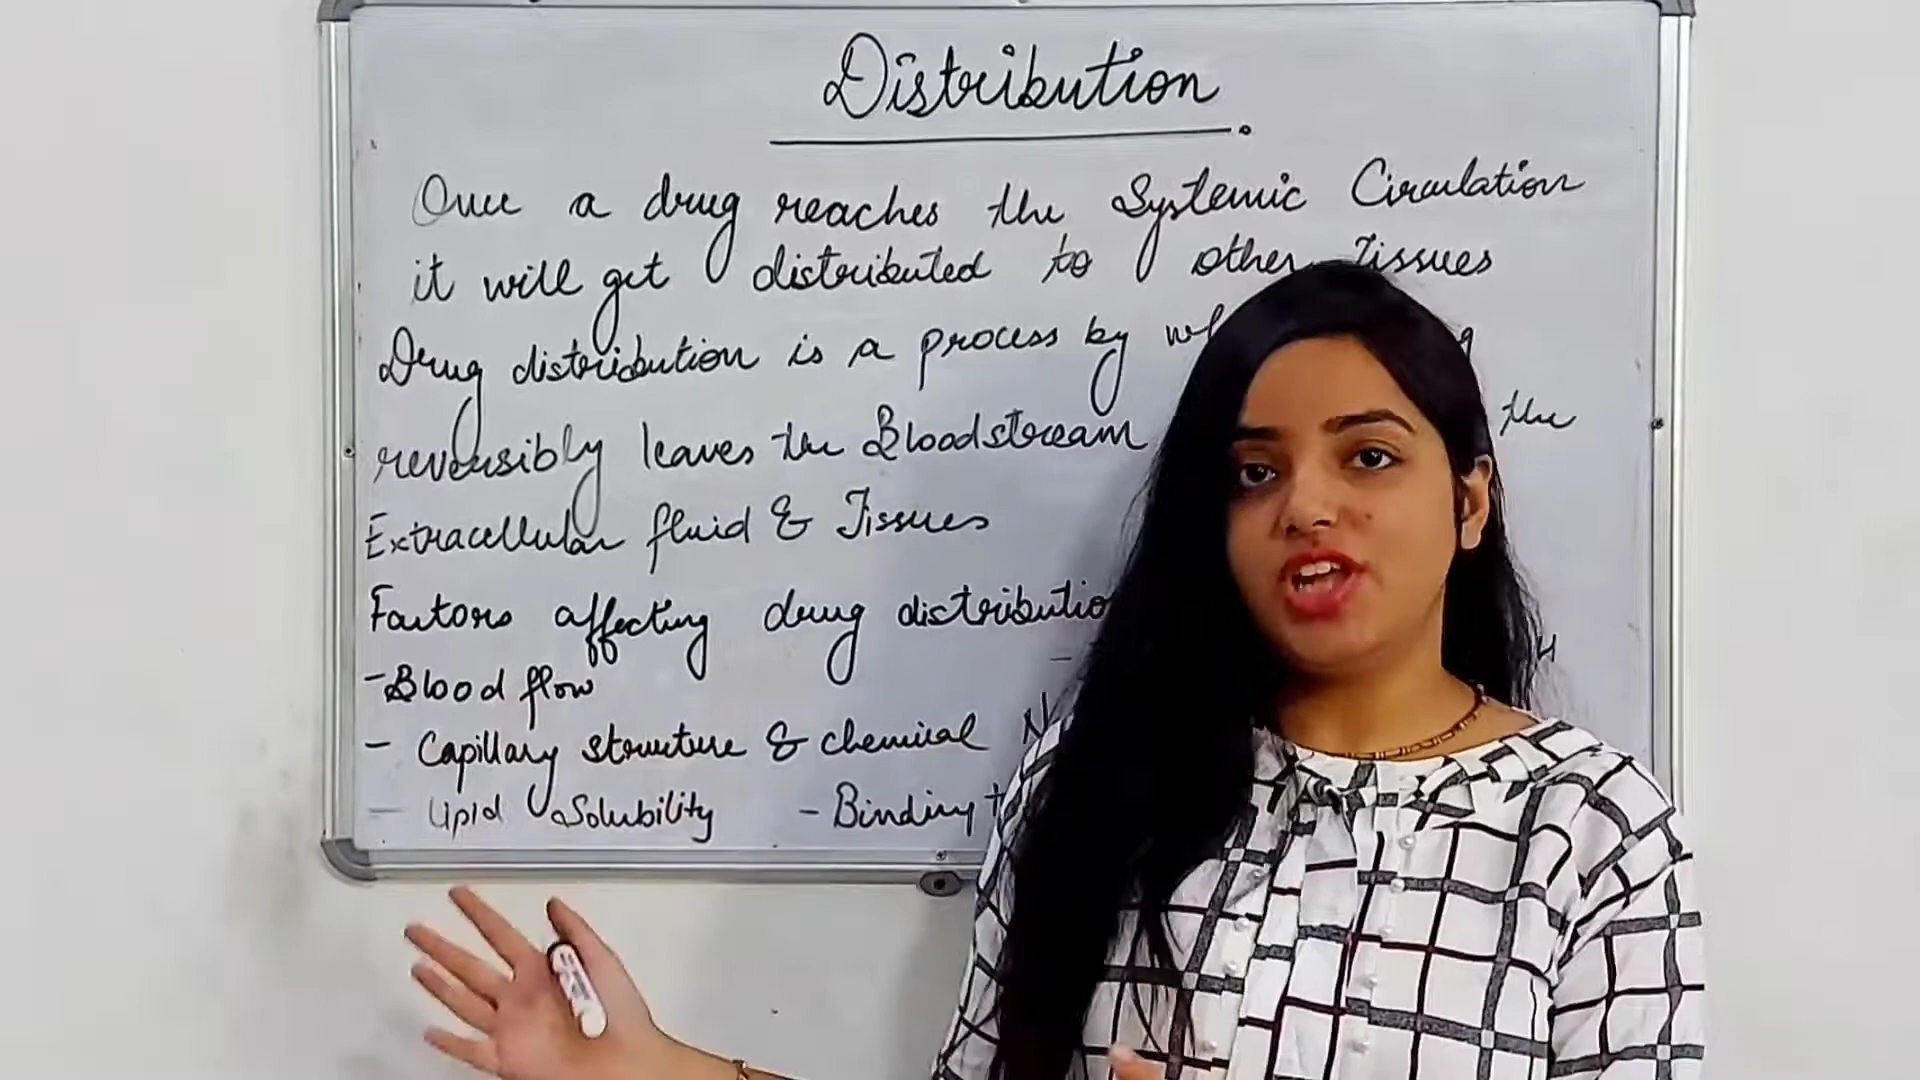 Distribution
Once a drug reaches the Systemic Circulation
it will get distributed to other Tissues
Drug distribution is a process by
reversibly leaves the Bloodstream the
Extracellular fluid & Tissues
Factors affecting drug
- Blood flow
- Capillary structure & chemical
- Lipid Solubility - Binding